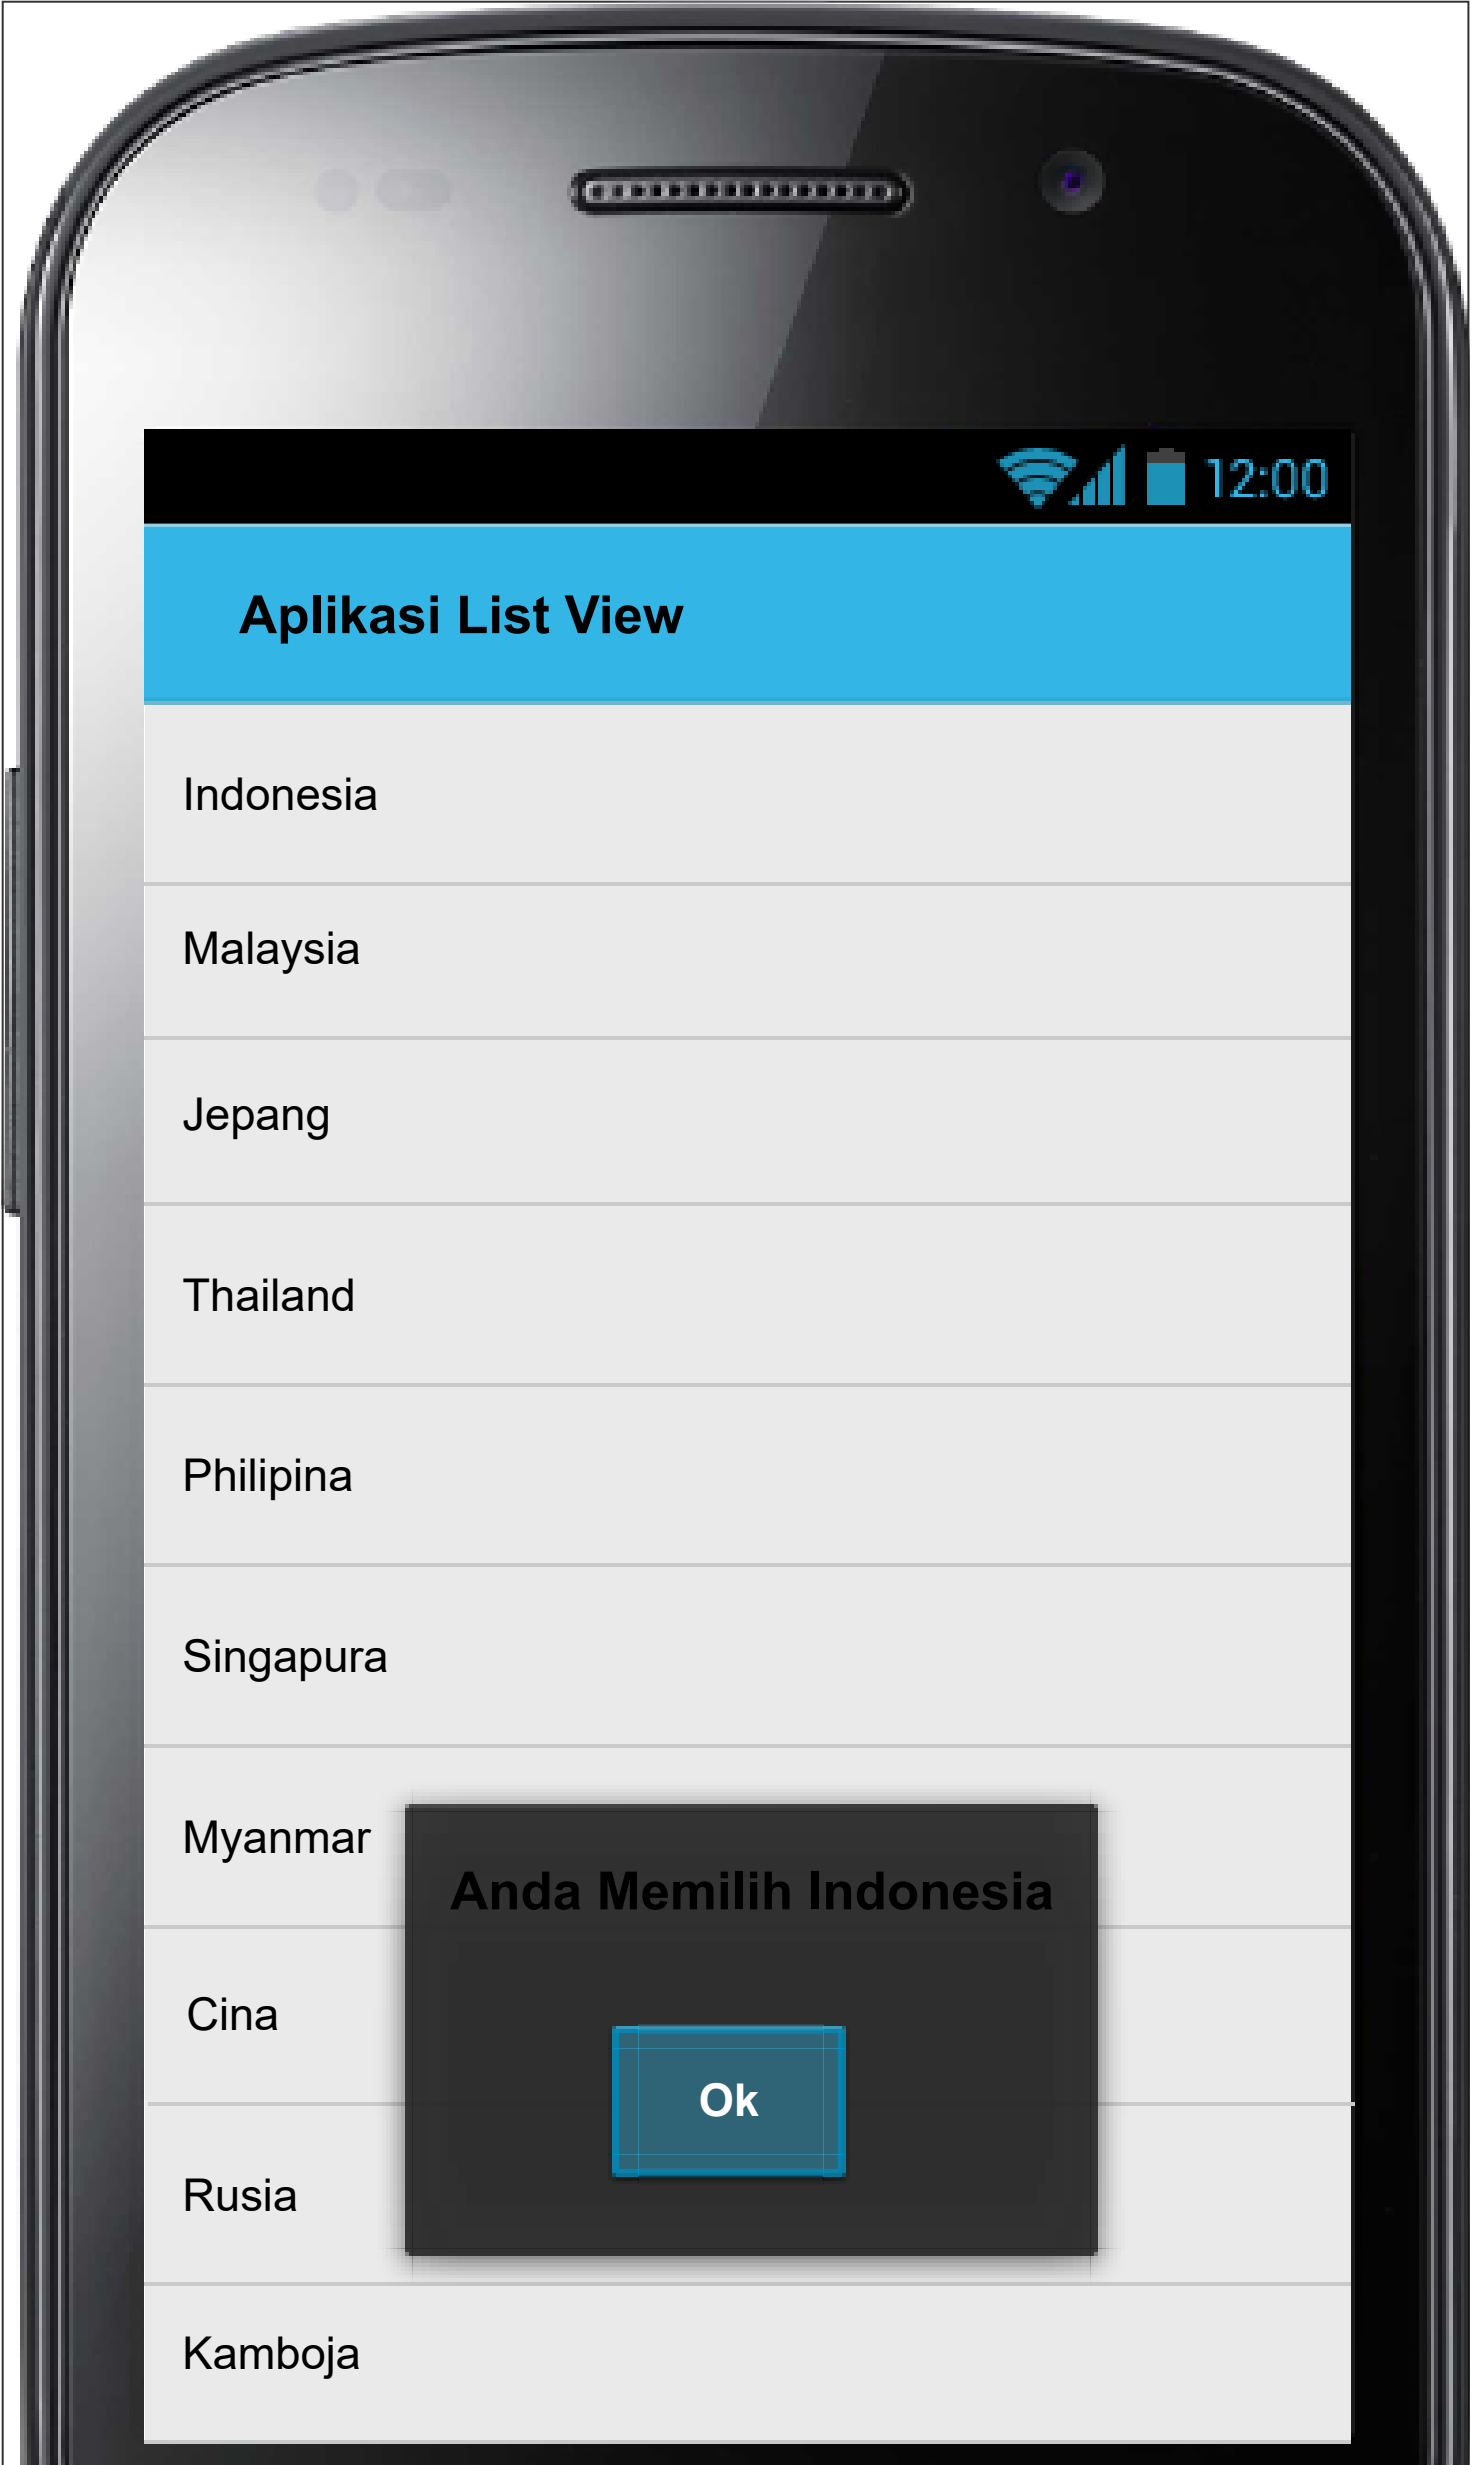 12:00
Aplikasi List View
Indonesia
Malaysia
Jepang
Thailand
Philipina
Singapura
Myanmar
Anda Memilih Indonesia
Cina
Ok
Rusia
Kamboja